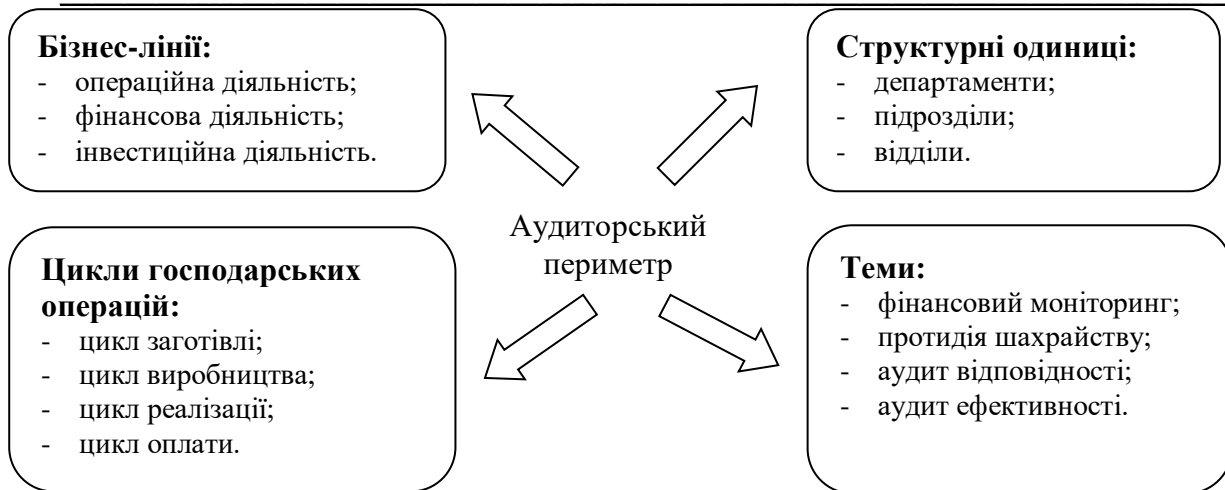 Бізнес-лінії:
- операційна діяльність;
- фінансова діяльність;
- інвестиційна діяльність.
Структурні одиниці:
- департаменти;
- підрозділи;
- відділи.
Аудиторський
периметр
Цикли господарських
операцій:
- цикл заготівлі;
- цикл виробництва;
- цикл реалізації;
- цикл оплати.
Теми:
- фінансовий моніторинг;
- протидія шахрайству;
- аудит відповідності;
- аудит ефективності.